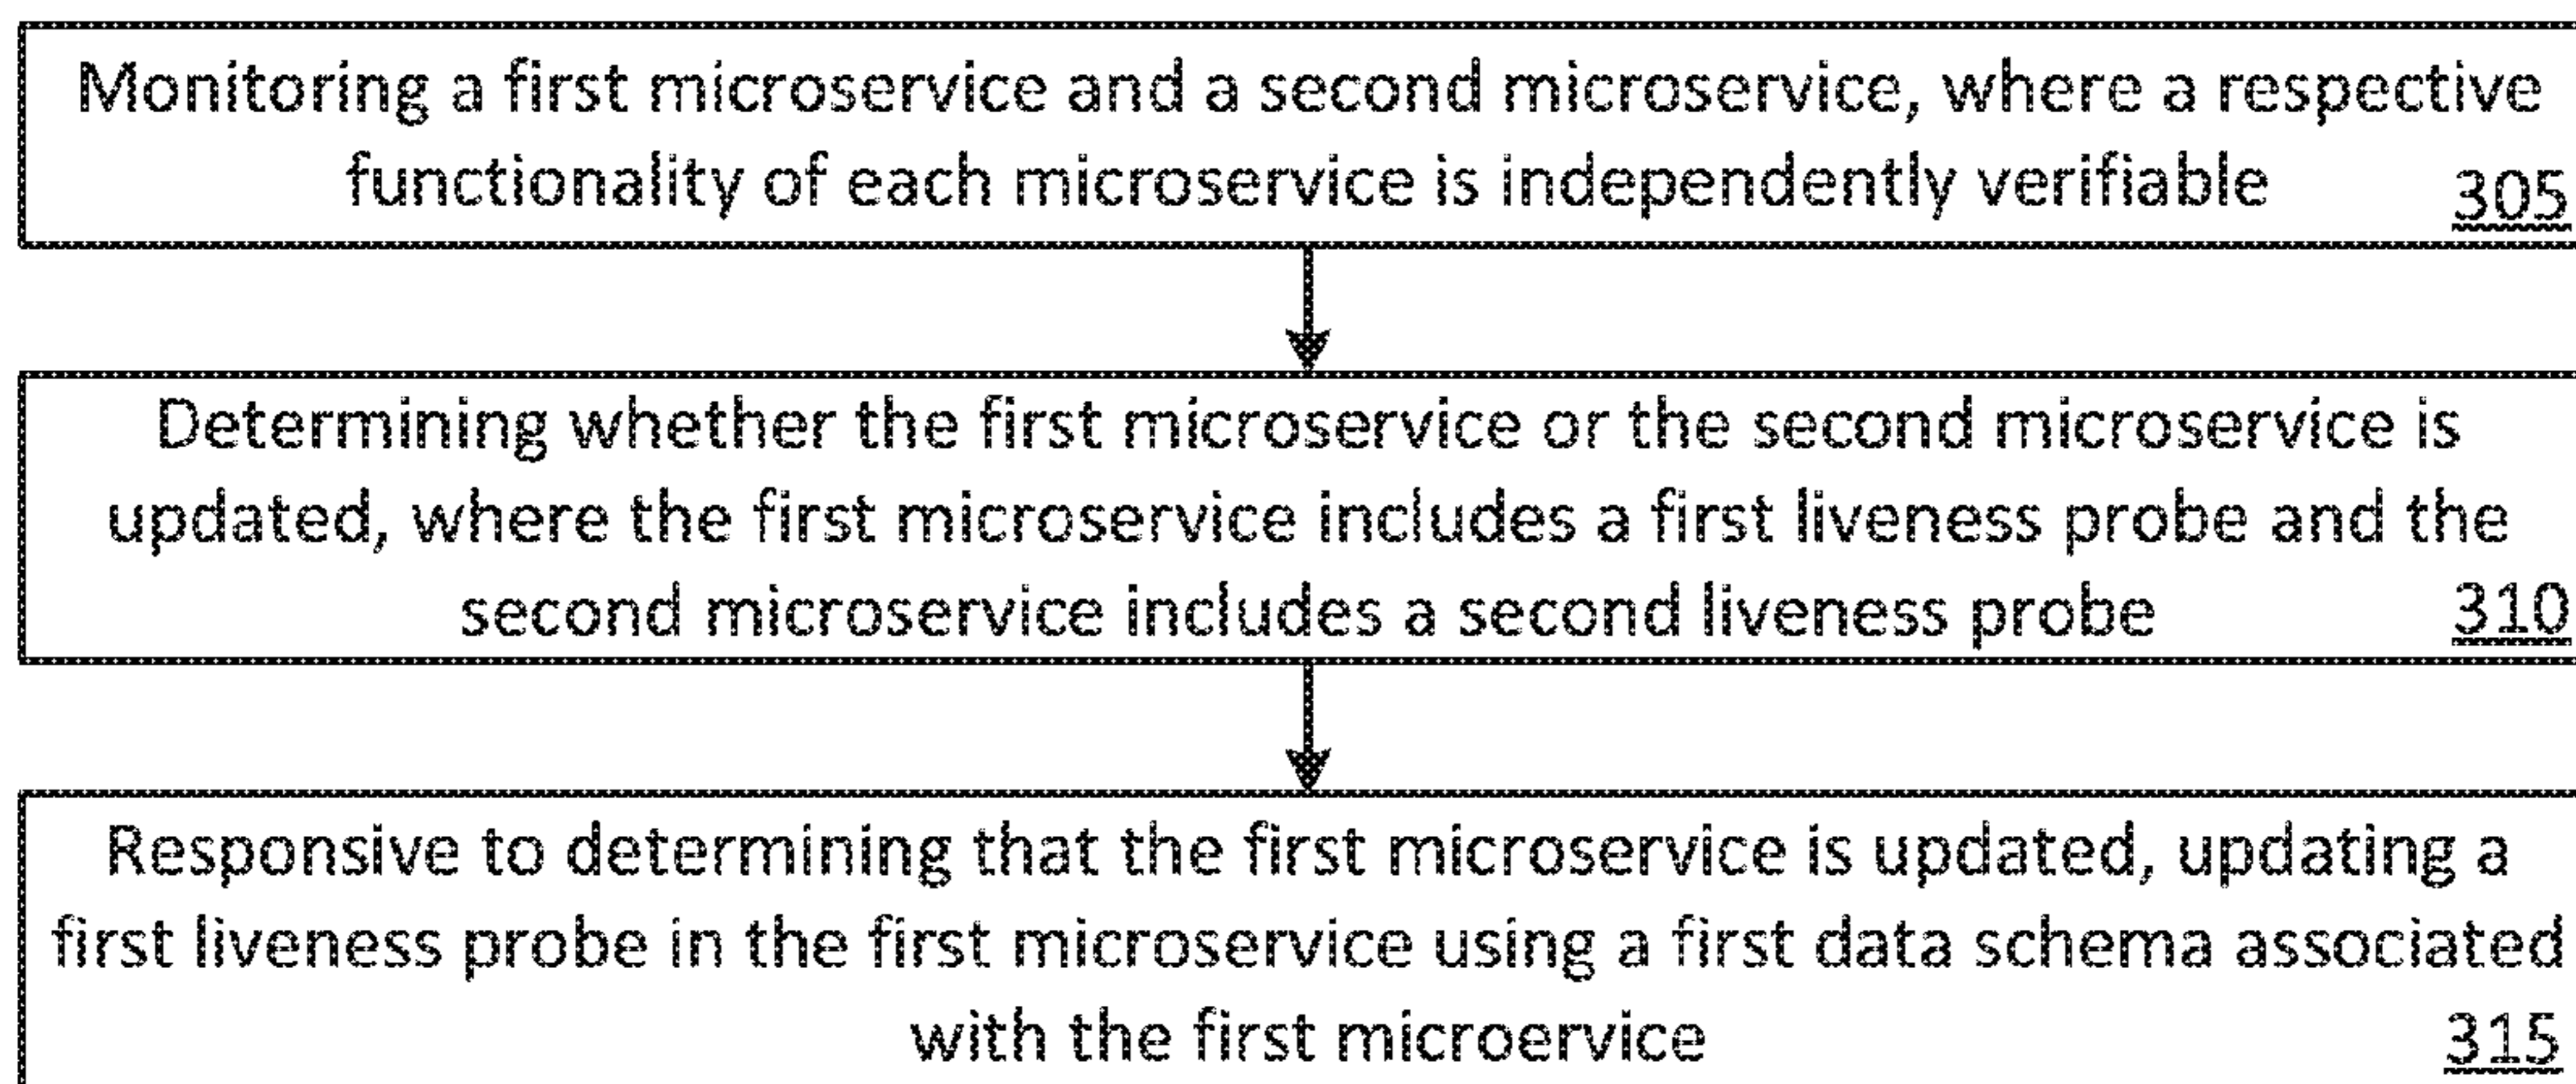 Monitoring a first microservice and a second microservice, where a respective
functionality of each microservice is independently verifiable 305
Determining whether the first microservice or the second microservice is
updated, where the first microservice includes a first liveness probe and the
second microservice includes a second liveness probe 310
Responsive to determining that the first microservice is updated, updating a
first liveness probe in the first microservice using a first data schema associated
with the first microervice 315